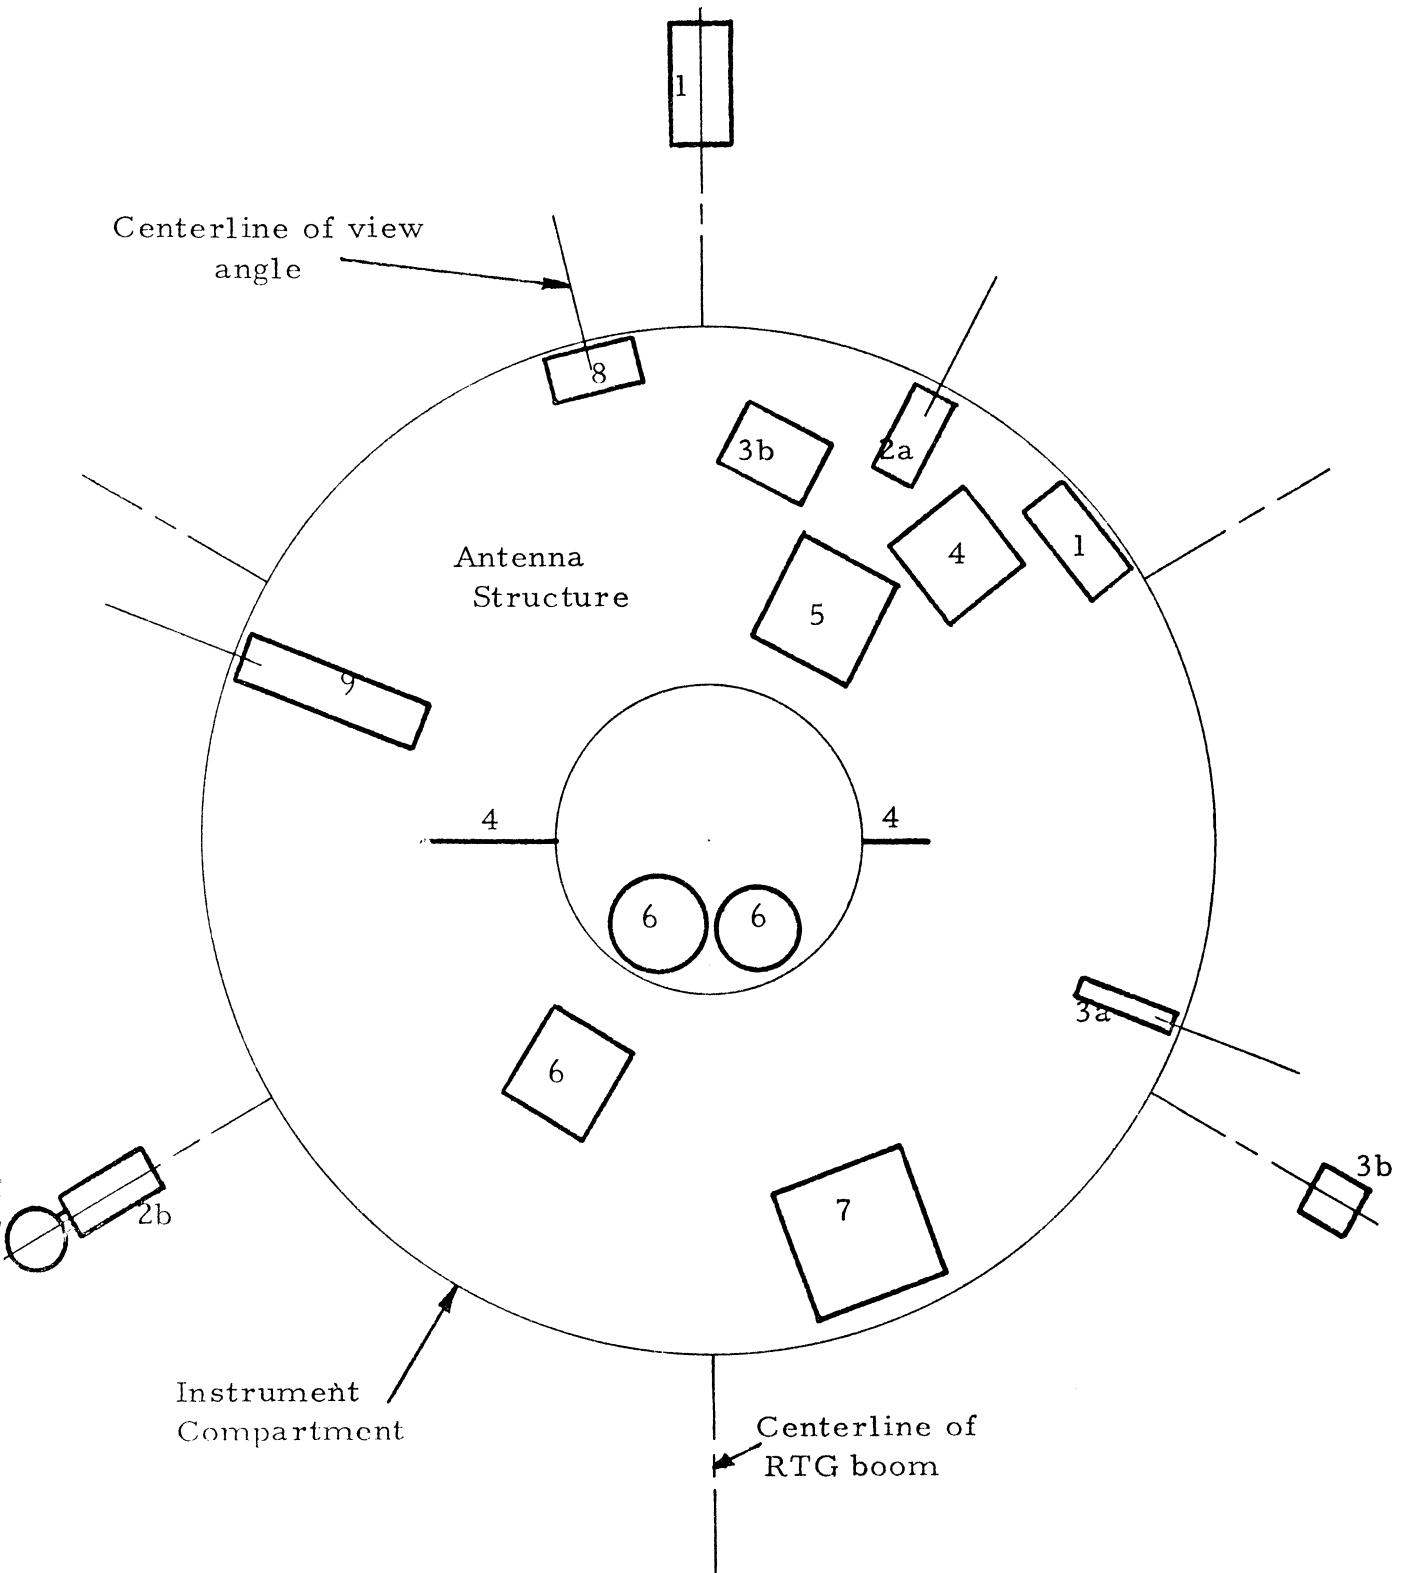 1
Centerline of view
angle
8
3b
2a
4
1
Antenna
Structure
5
9
4
4
6
6
3a
6
3b
2b
7
Instrument
Compartment
Centerline of
RTG boom